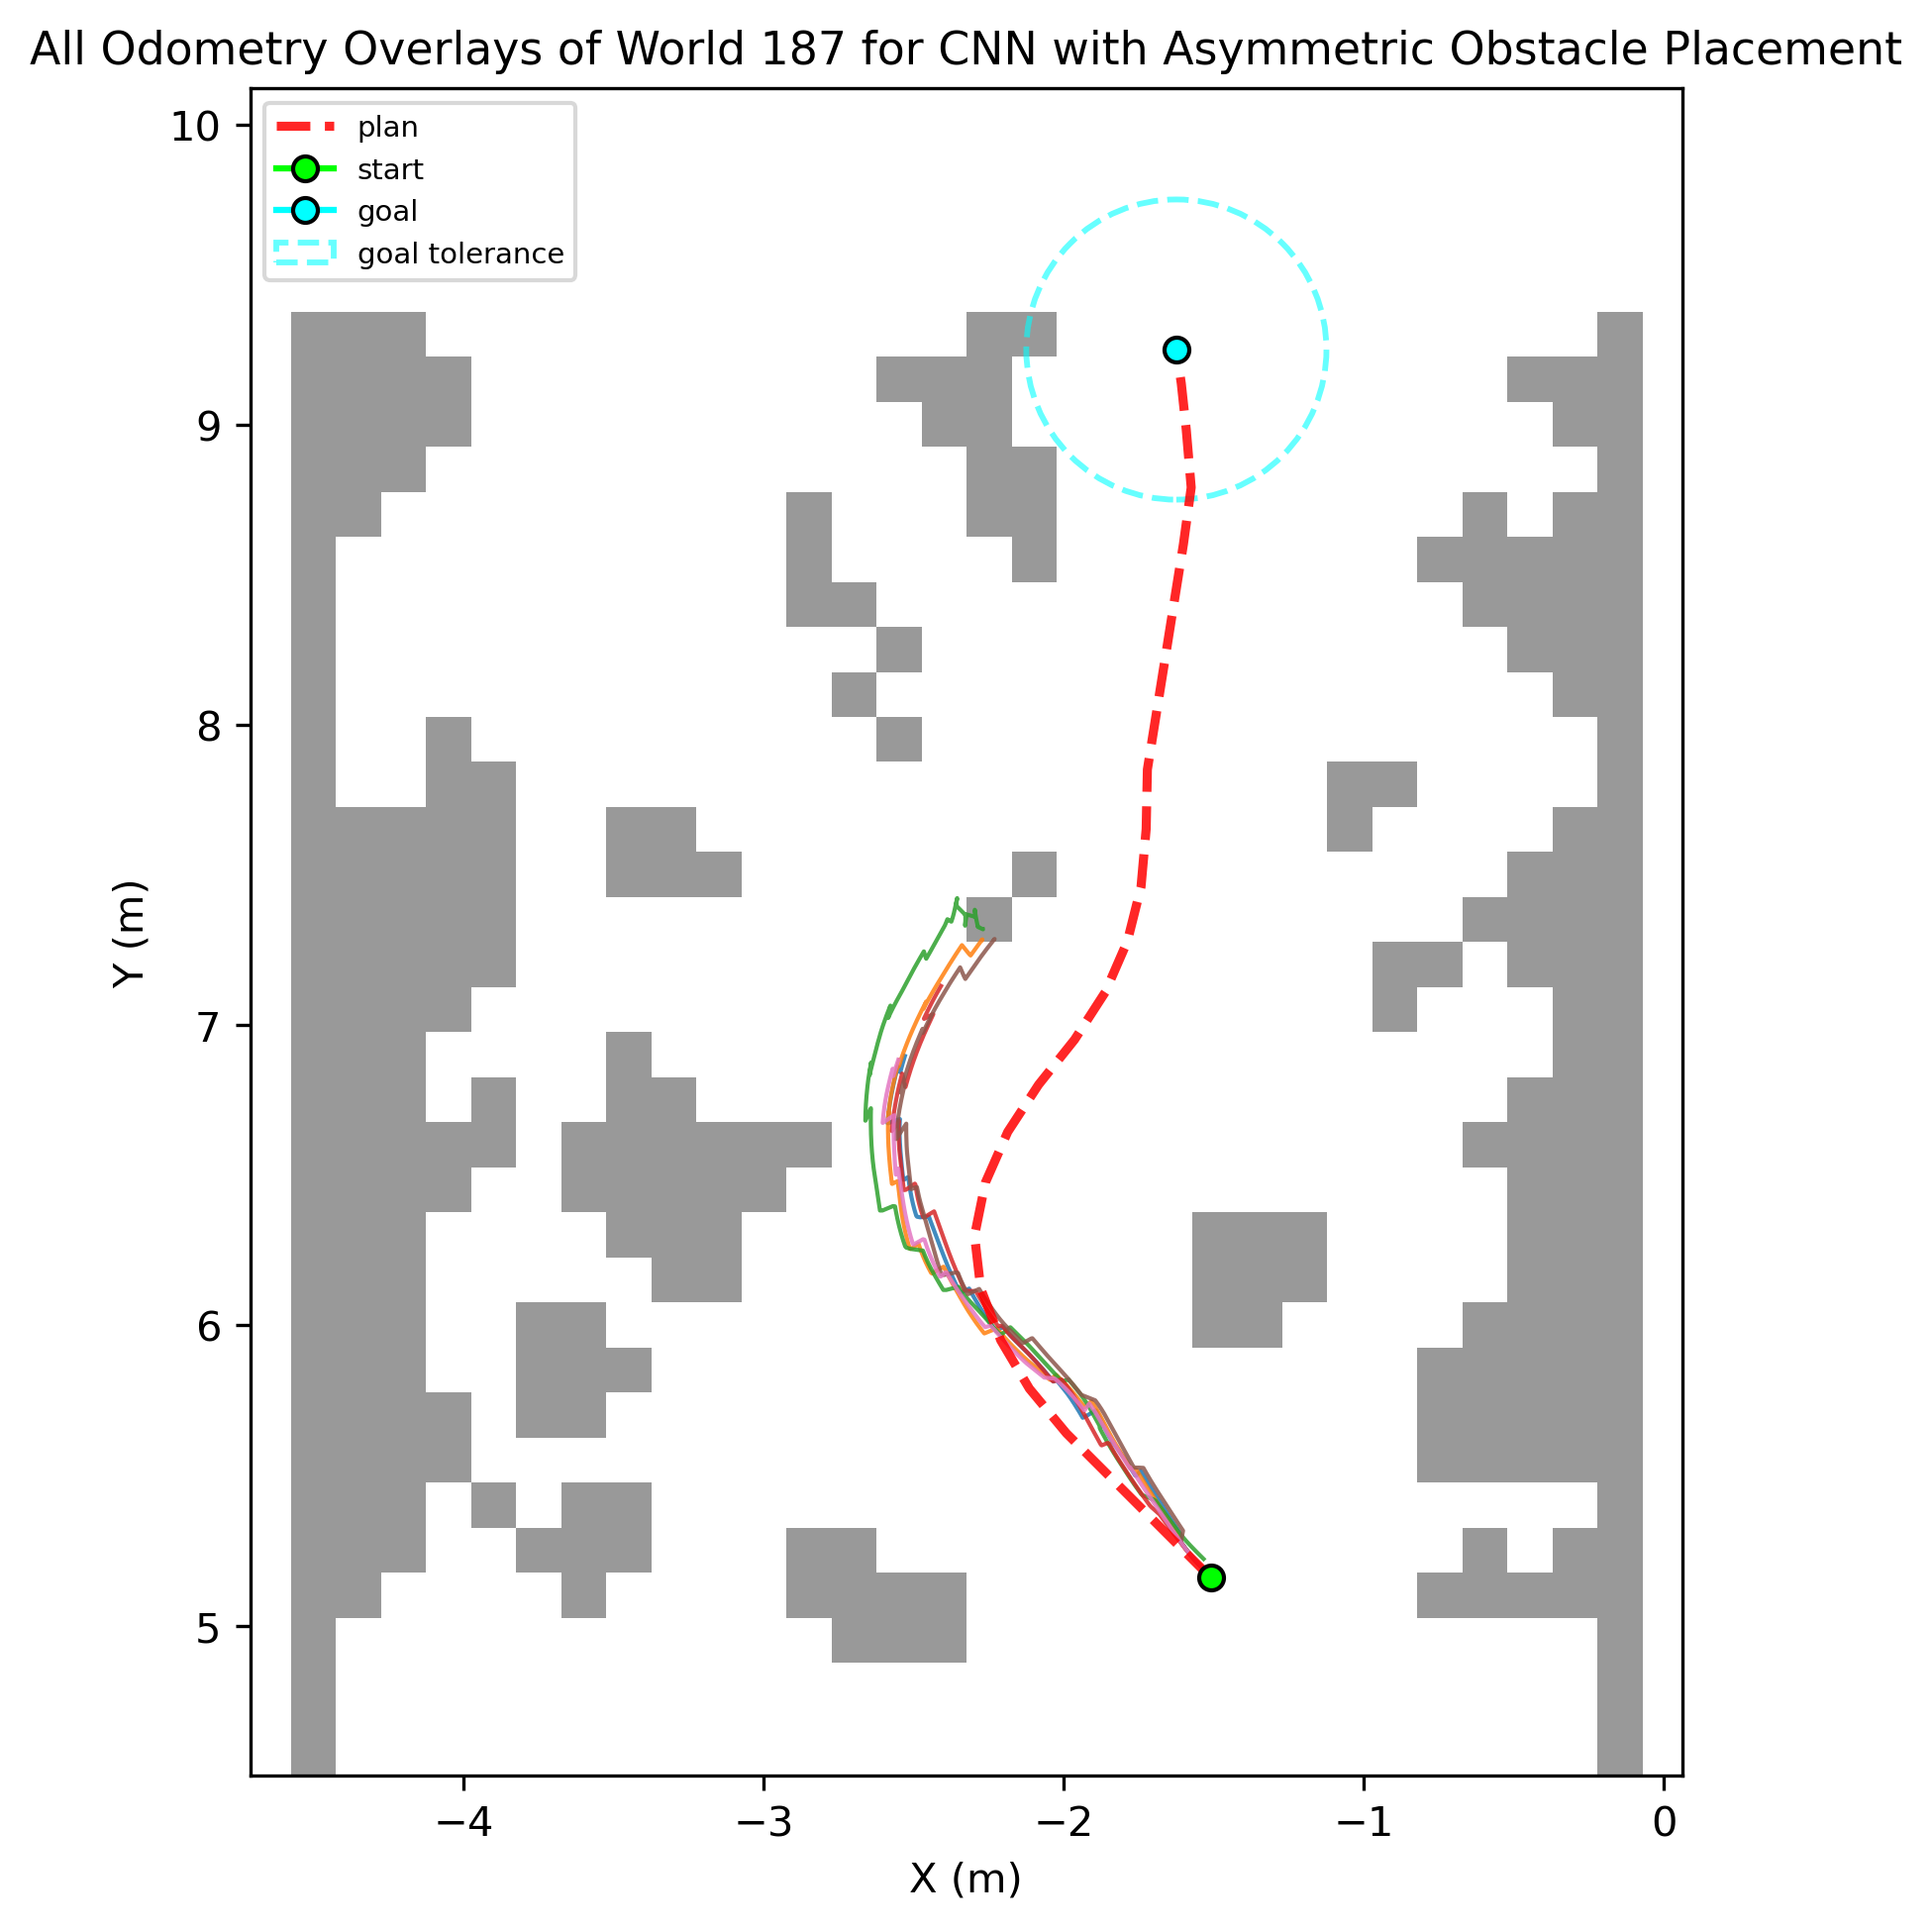 All Odometry Overlays of World 187 for CNN with Asymmetric Obstacle Placement
plan
start
goal
goal tolerance
10
9
8
7
6
5
Y (m)
−4
−3
−2
−1
0
X (m)